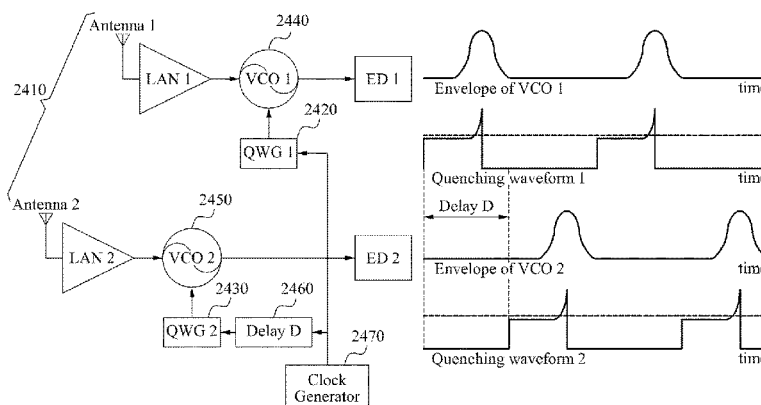 Antenna 1
2440
2410
LAN 1
VCO 1
ED 1
Envelope of VCO 1
time
2420
QWG 1
Quenching waveform 1
time
Antenna 2
2450
Delay D
LAN 2
VCO 2
ED 2
Envelope of VCO 2
time
2430
2460
QWG 2
Delay D
2470
Quenching waveform 2
time
Clock
Generator